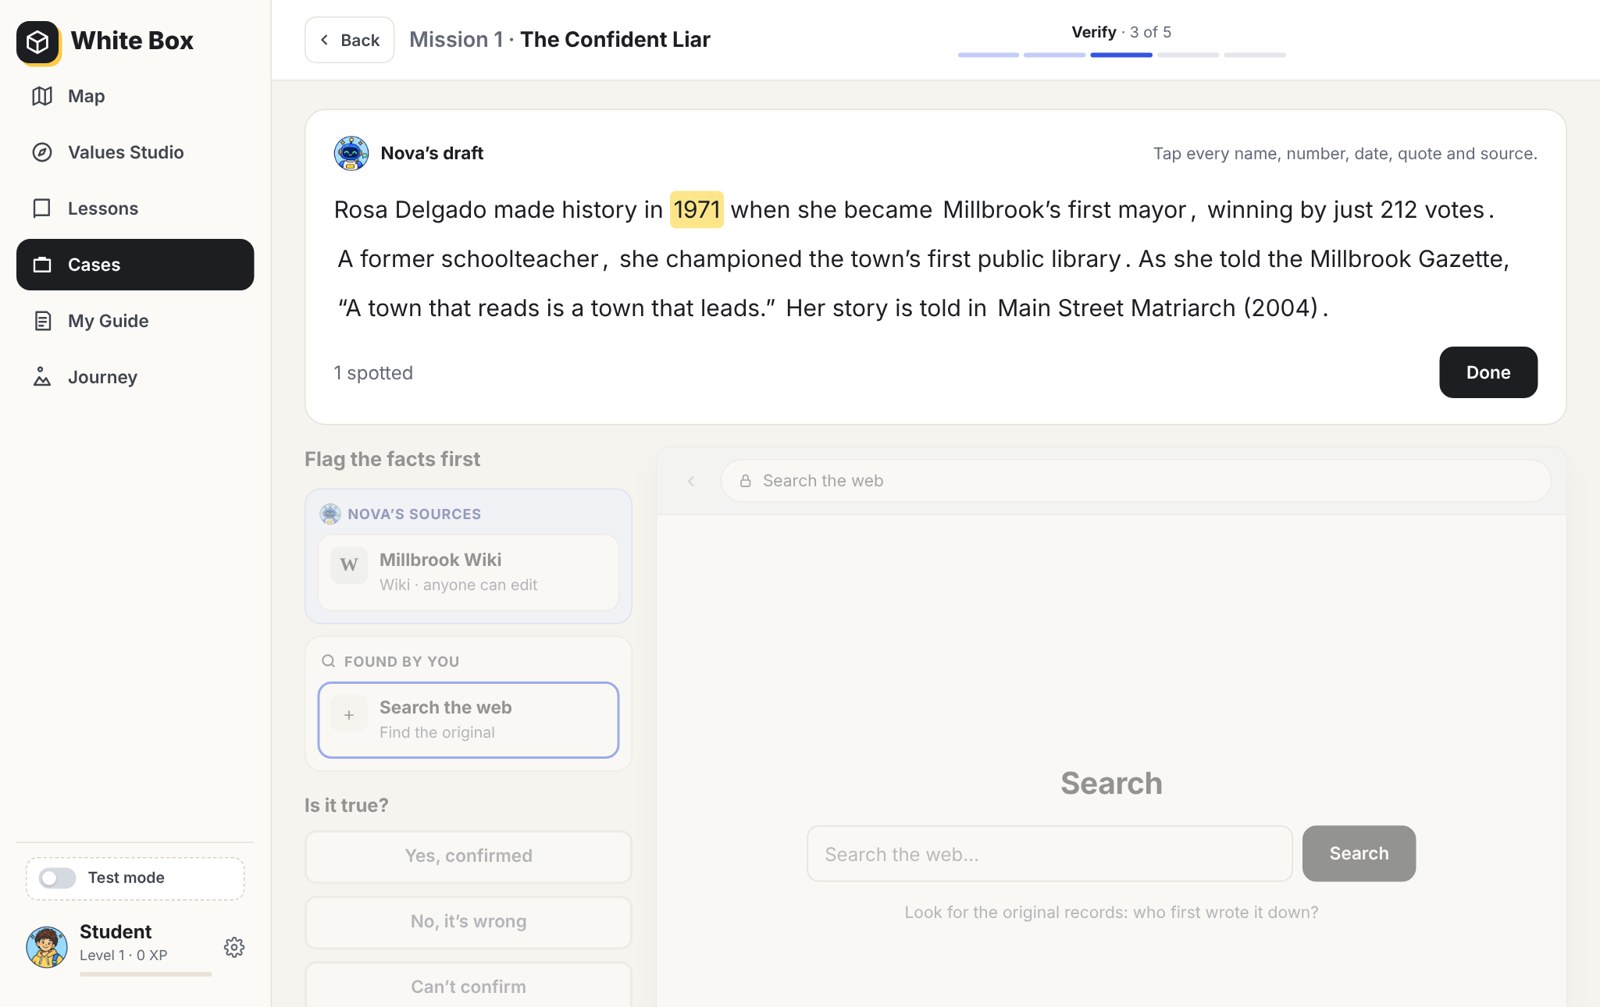 White Box
Map
Values Studio
Lessons
Cases
My Guide
Journey
Test mode
Student
Level 1 · 0 XP
Back
Mission 1 · The Confident Liar
Verify · 3 of 5
Nova’s draft
Tap every name, number, date, quote and source.
Rosa Delgado made history in 1971 when she became Millbrook’s first mayor, winning by just 212 votes.
A former schoolteacher, she championed the town’s first public library. As she told the Millbrook Gazette,
“A town that reads is a town that leads.” Her story is told in Main Street Matriarch (2004).
1 spotted
Done
Flag the facts first
NOVA’S SOURCES
W
Millbrook Wiki
Wiki · anyone can edit
FOUND BY YOU
+
Search the web
Find the original
Is it true?
Yes, confirmed
No, it’s wrong
Can’t confirm
Search the web
Search
Search the web...
Search
Look for the original records: who first wrote it down?